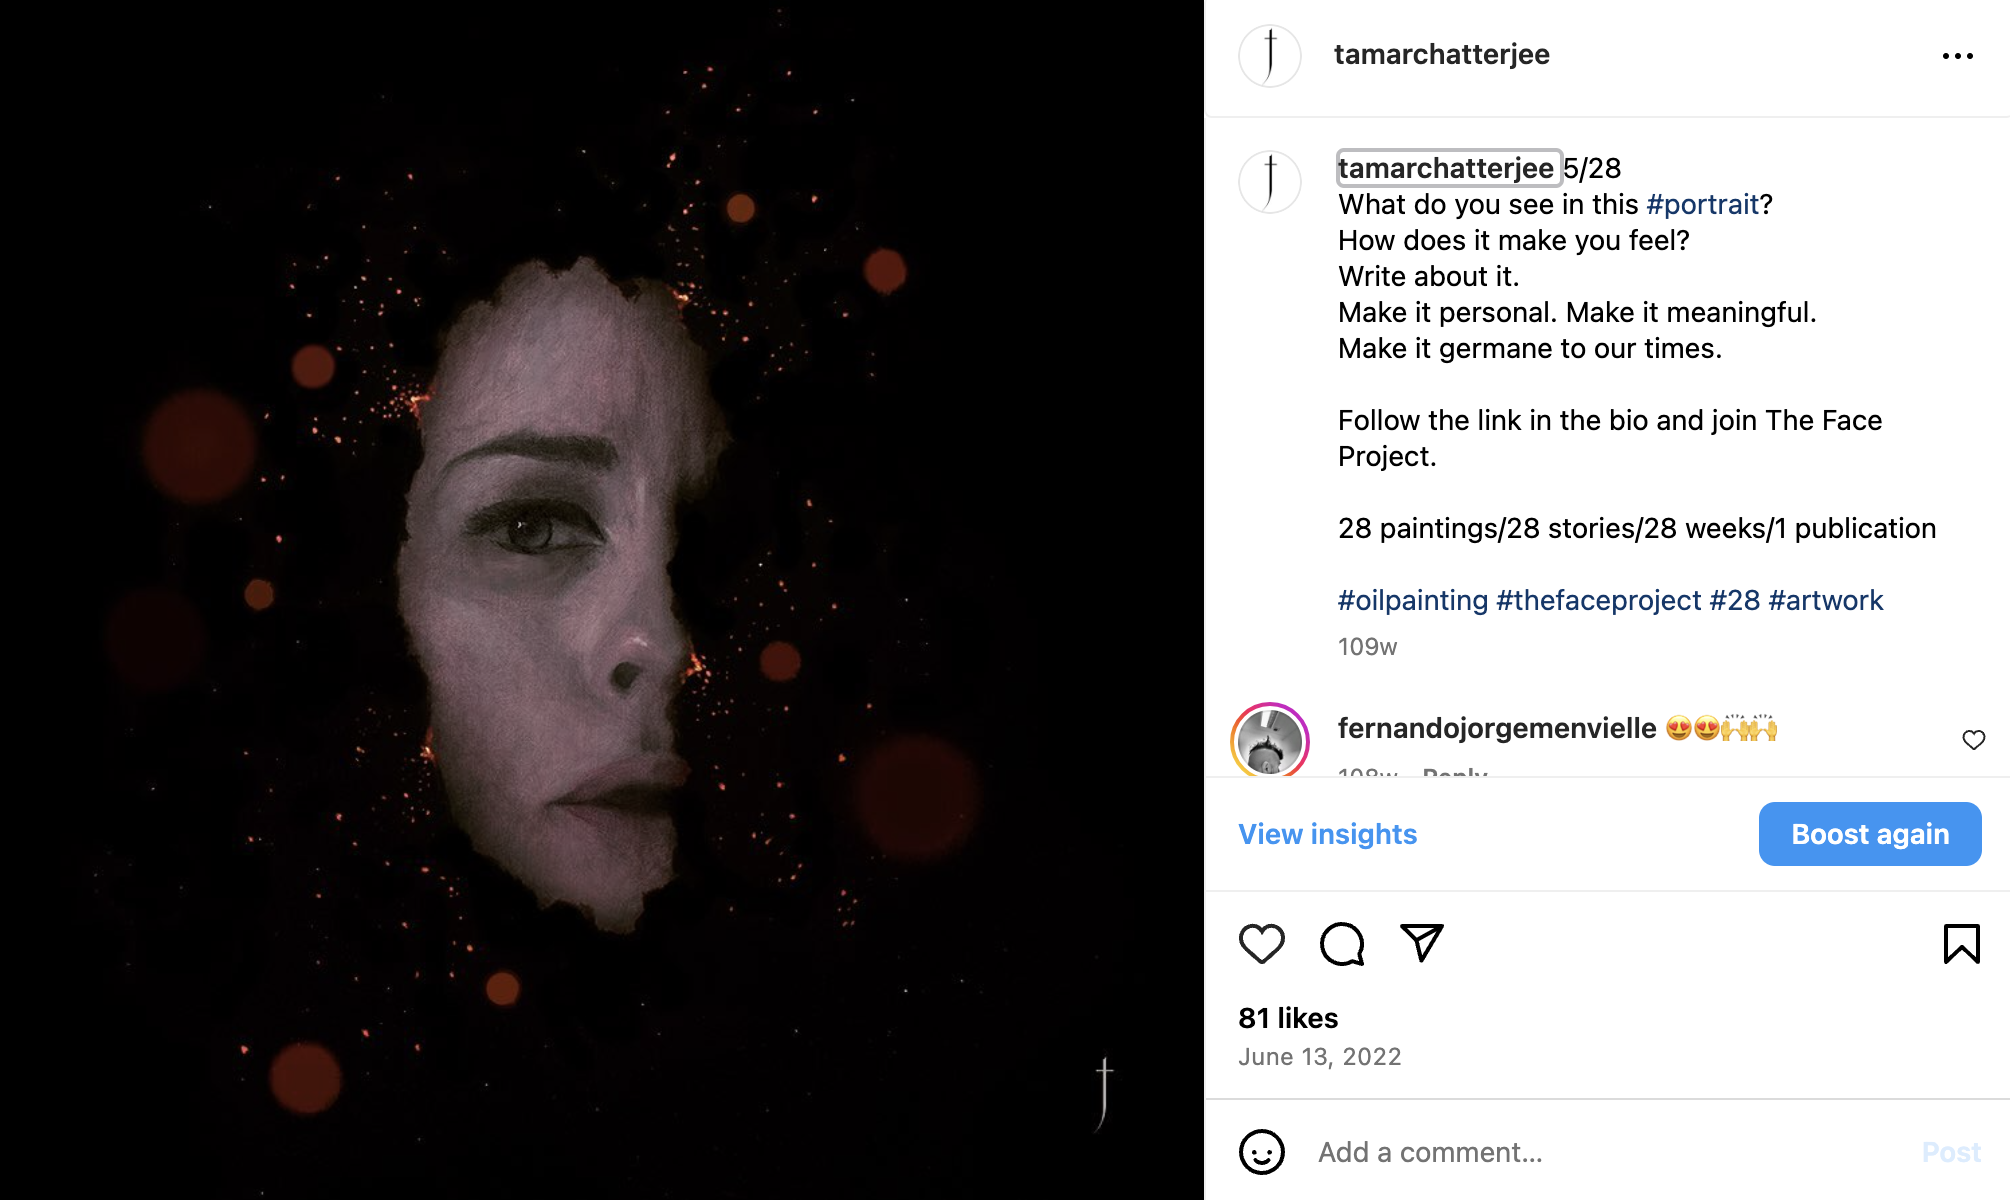 tamarchatterjee
tamarchatterjee 5/28
What do you see in this #portrait?
How does it make you feel?
Write about it.
Make it personal. Make it meaningful.
Make it germane to our times.
Follow the link in the bio and join The Face
Project.
28 paintings/28 stories/28 weeks/1 publication
#oilpainting #thefaceproject #28 #artwork
109w
fernandojorgemenvielle 😍😍🙌🙌
108w Reply
View insights
Boost again
81 likes
June 13, 2022
Add a comment...
Post